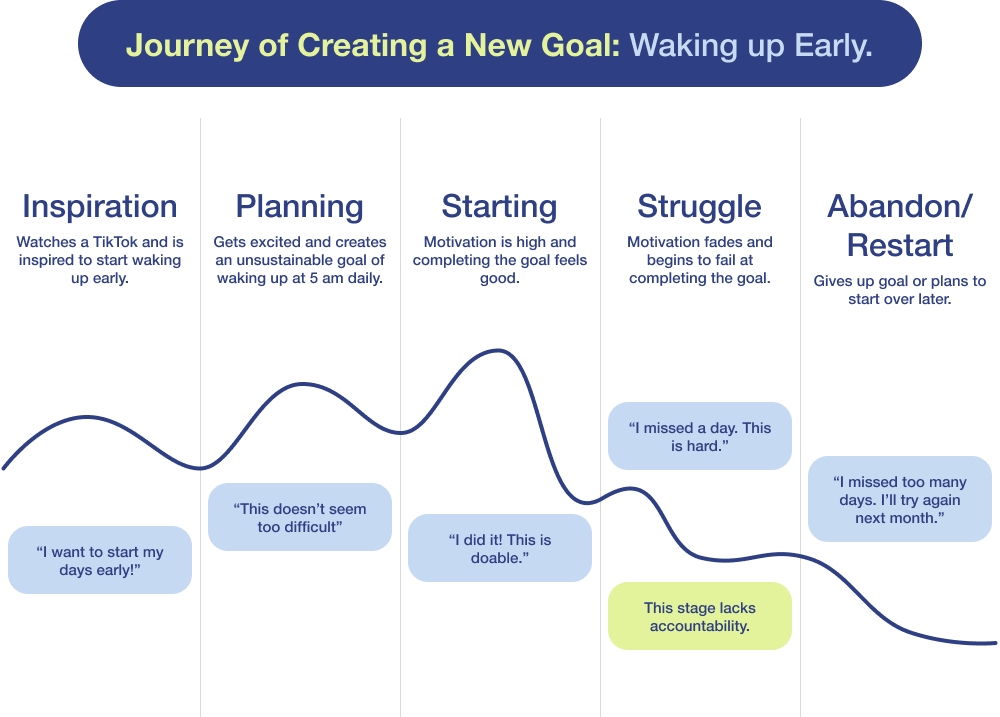 Journey of Creating a New Goal: Waking up Early.
Inspiration
Watches a TikTok and is
inspired to start waking
up early.
“I want to start my
days early!”
Planning
Gets excited and creates
an unsustainable goal of
waking up at 5 am daily.
“This doesn’t seem
too difficult”
Starting
Motivation is high and
completing the goal feels
good.
“I did it! This is
doable.”
Struggle
Motivation fades and
begins to fail at
completing the goal.
“I missed a day. This
is hard.”
This stage lacks
accountability.
Abandon/
Restart
Gives up goal or plans to
start over later.
“I missed too many
days. I’ll try again
next month.”